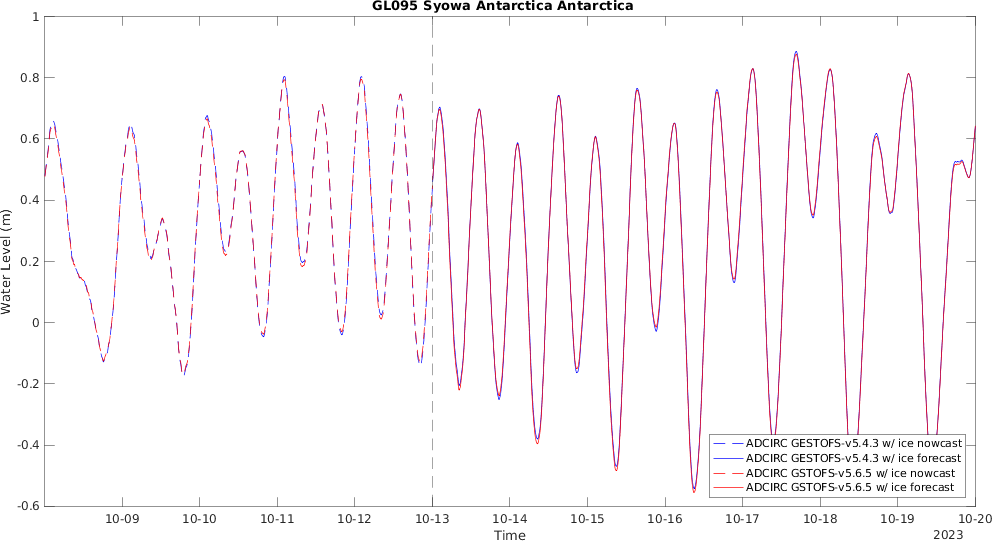 GL095 Syowa Antarctica Antarctica
1
0.8
0.6
0.4
0.2
0
-0.2
-0.4
-0.6
Water Level (m)
10-09 10-10 10-11 10-12 10-13 10-14 10-15 10-16 10-17 10-18 10-19 10-20
Time
2023
ADCIRC GESTOFS-v5.4.3 w/ ice nowcast
ADCIRC GESTOFS-v5.4.3 w/ ice forecast
ADCIRC GSTOFS-v5.6.5 w/ ice nowcast
ADCIRC GSTOFS-v5.6.5 w/ ice forecast